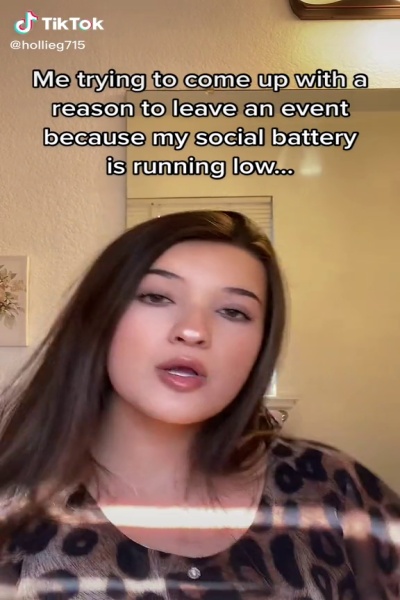 TikTok
@hollieg715
Me trying to come up with a
reason to leave an event
because my social battery
is running low...